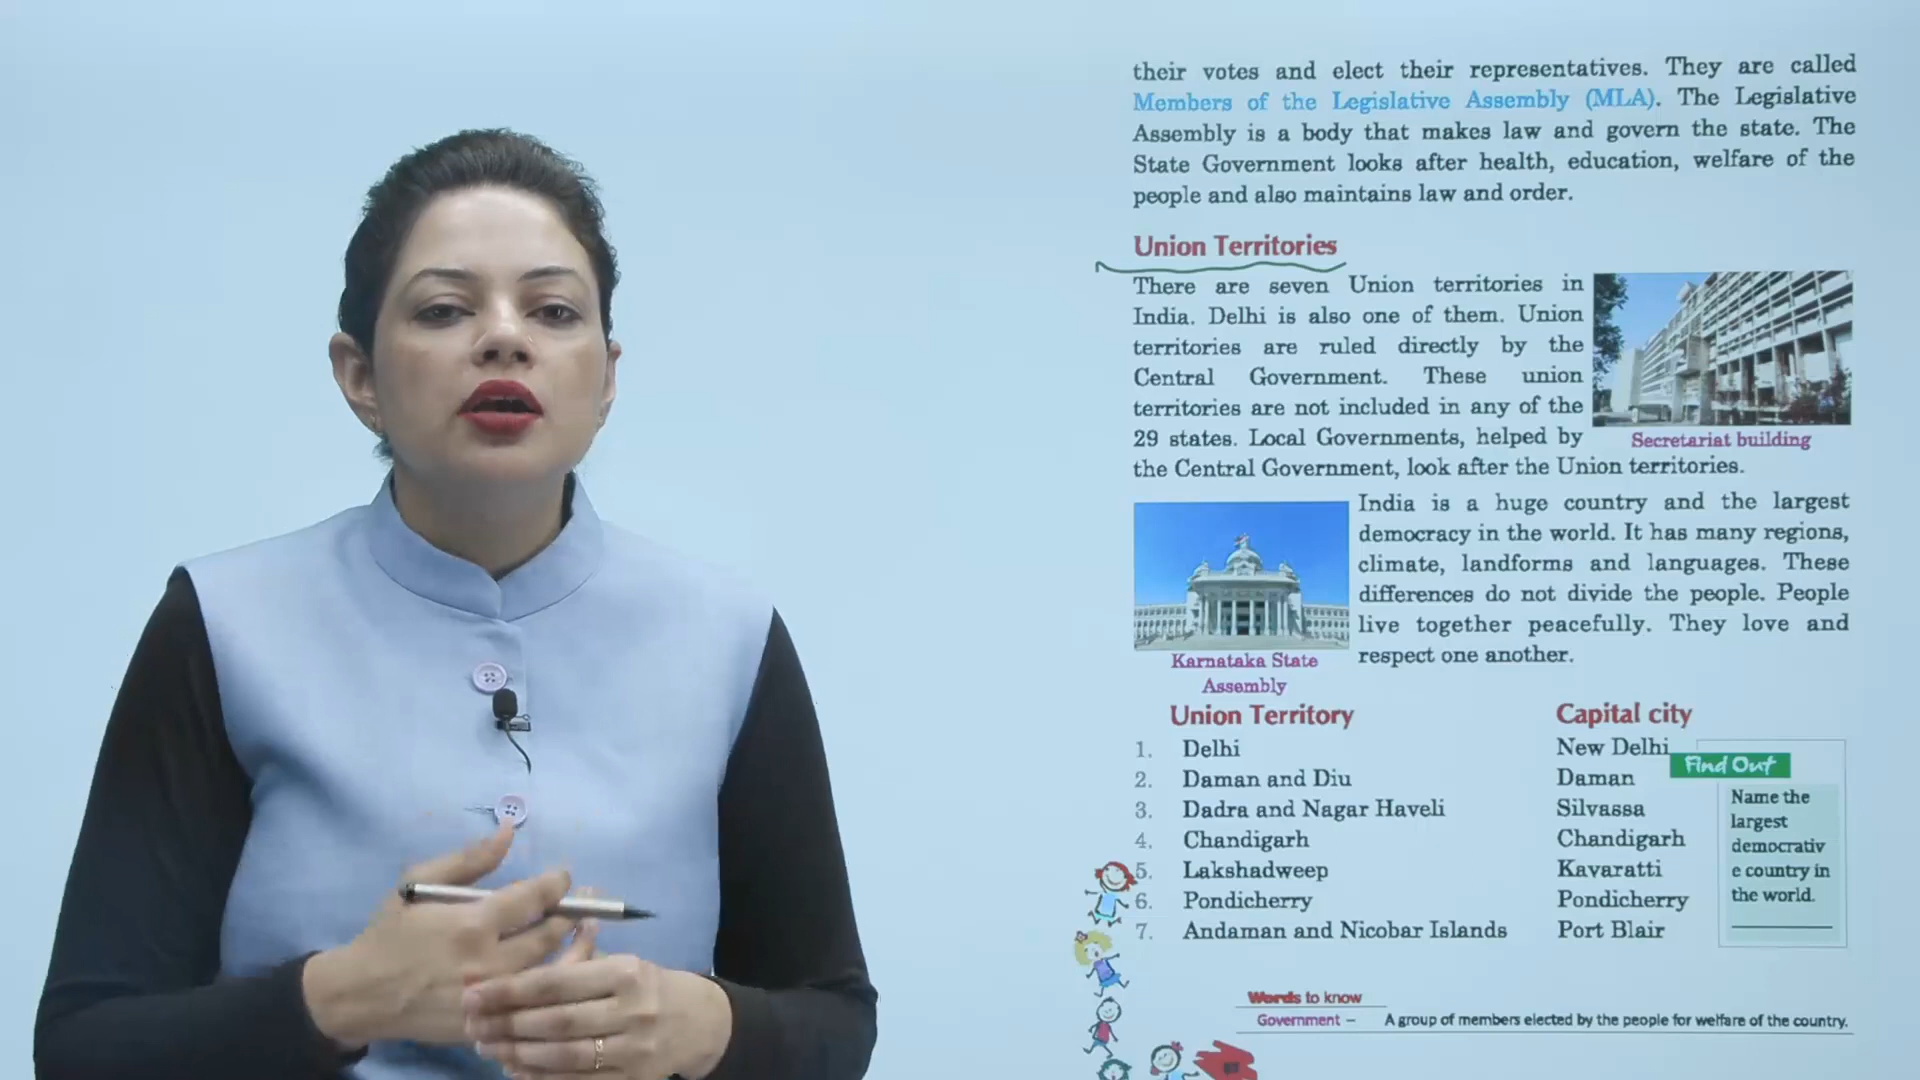 their votes and elect their representatives. They are called
Members of the Legislative Assembly (MLA). The Legislative
Assembly is a body that makes law and govern the state. The
State Government looks after health, education, welfare of the
people and also maintains law and order.
Union Territories
There are seven Union territories in
India. Delhi is also one of them. Union
territories are ruled directly by the
Central Government. These union
territories are not included in any of the
29 states. Local Governments, helped by
the Central Government, look after the Union territories.
Secretariat building
India is a huge country and the largest
democracy in the world. It has many regions,
climate, landforms and languages. These
differences do not divide the people. People
live together peacefully. They love and
respect one another.
Karnataka State
Assembly
Union Territory Capital city
1. Delhi New Delhi
2. Daman and Diu Daman
3. Dadra and Nagar Haveli Silvassa
4. Chandigarh Chandigarh
5. Lakshadweep Kavaratti
6. Pondicherry Pondicherry
7. Andaman and Nicobar Islands Port Blair
Find Out
Name the
largest
democrativ
e country in
the world.
Words to know
Government – A group of members elected by the people for welfare of the country.